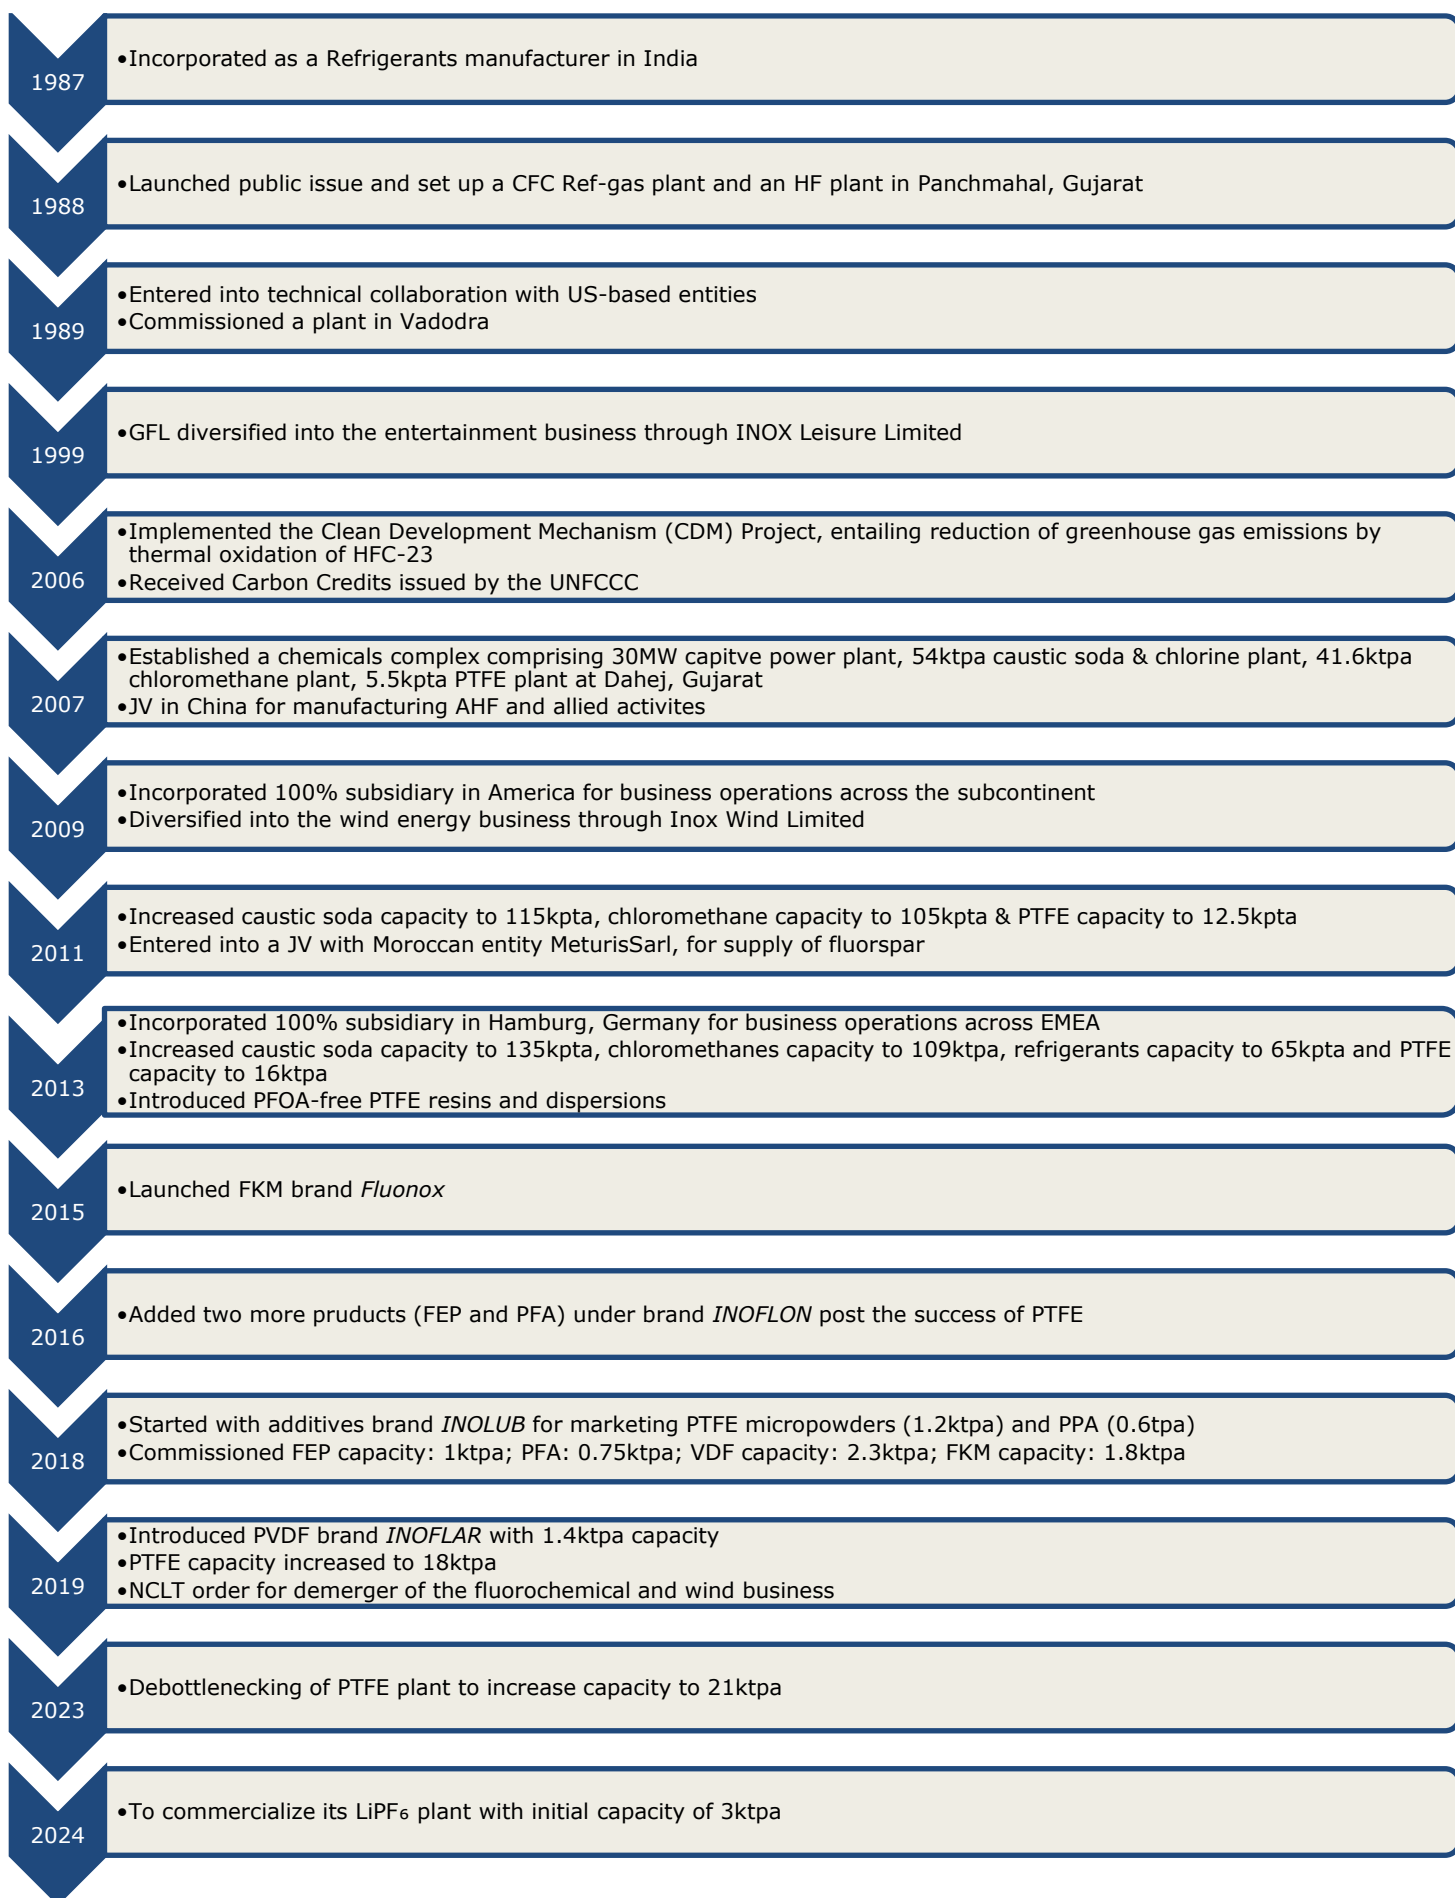 1987
•Incorporated as a Refrigerants manufacturer in India
1988
•Launched public issue and set up a CFC Ref-gas plant and an HF plant in Panchmahal, Gujarat
1989
•Entered into technical collaboration with US-based entities
•Commissioned a plant in Vadodra
1999
•GFL diversified into the entertainment business through INOX Leisure Limited
2006
•Implemented the Clean Development Mechanism (CDM) Project, entailing reduction of greenhouse gas emissions by
thermal oxidation of HFC-23
•Received Carbon Credits issued by the UNFCCC
2007
•Established a chemicals complex comprising 30MW capitve power plant, 54ktpa caustic soda & chlorine plant, 41.6ktpa
chloromethane plant, 5.5kpta PTFE plant at Dahej, Gujarat
•JV in China for manufacturing AHF and allied activites
2009
•Incorporated 100% subsidiary in America for business operations across the subcontinent
•Diversified into the wind energy business through Inox Wind Limited
2011
•Increased caustic soda capacity to 115kpta, chloromethane capacity to 105kpta & PTFE capacity to 12.5kpta
•Entered into a JV with Moroccan entity MeturisSarl, for supply of fluorspar
2013
•Incorporated 100% subsidiary in Hamburg, Germany for business operations across EMEA
•Increased caustic soda capacity to 135kpta, chloromethanes capacity to 109ktpa, refrigerants capacity to 65kpta and PTFE
capacity to 16ktpa
•Introduced PFOA-free PTFE resins and dispersions
2015
•Launched FKM brand Fluonox
2016
•Added two more pruducts (FEP and PFA) under brand INOFLON post the success of PTFE
2018
•Started with additives brand INOLUB for marketing PTFE micropowders (1.2ktpa) and PPA (0.6tpa)
•Commissioned FEP capacity: 1ktpa; PFA: 0.75ktpa; VDF capacity: 2.3ktpa; FKM capacity: 1.8ktpa
2019
•Introduced PVDF brand INOFLAR with 1.4ktpa capacity
•PTFE capacity increased to 18ktpa
•NCLT order for demerger of the fluorochemical and wind business
2023
•Debottlenecking of PTFE plant to increase capacity to 21ktpa
2024
•To commercialize its LiPF₆ plant with initial capacity of 3ktpa